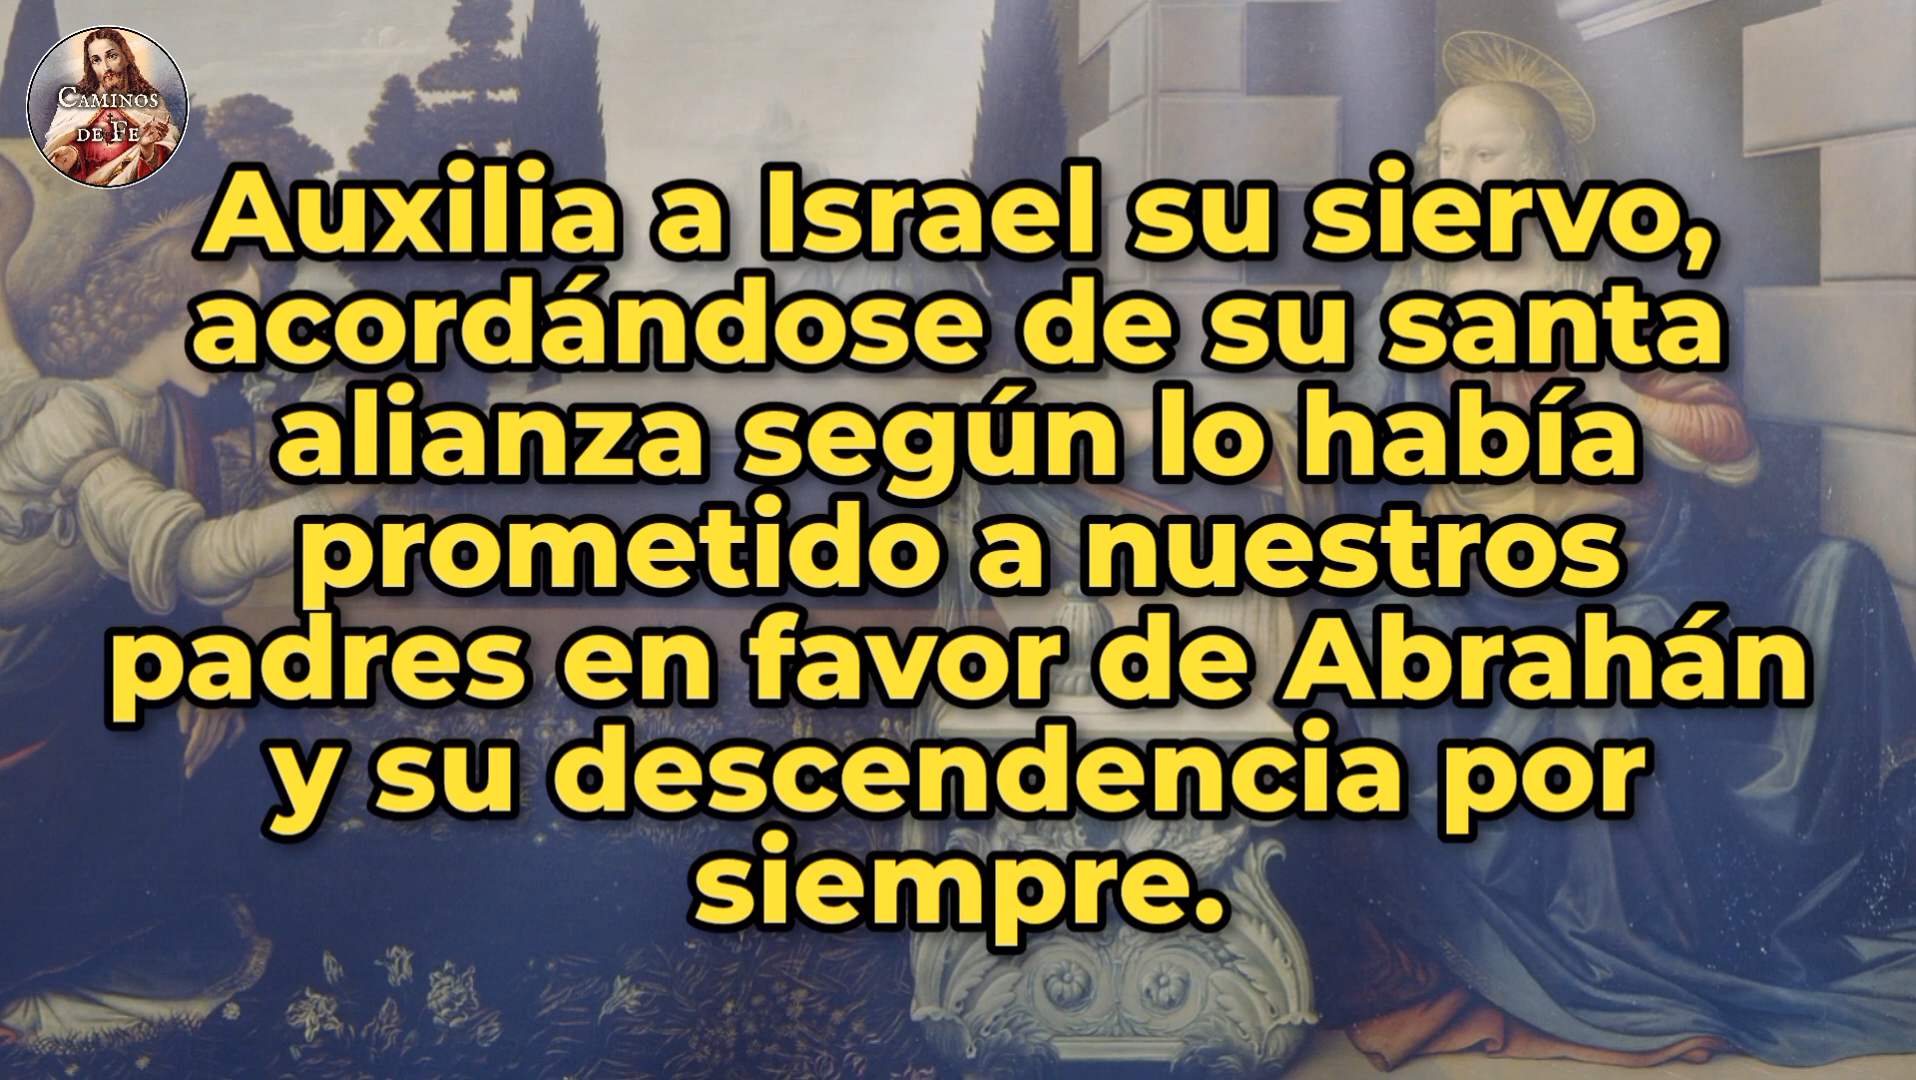 CAMINOS
DE FE
Auxilia a Israel su siervo,
acordándose de su santa
alianza según lo había
prometido a nuestros
padres en favor de Abrahán
y su descendencia por
siempre.